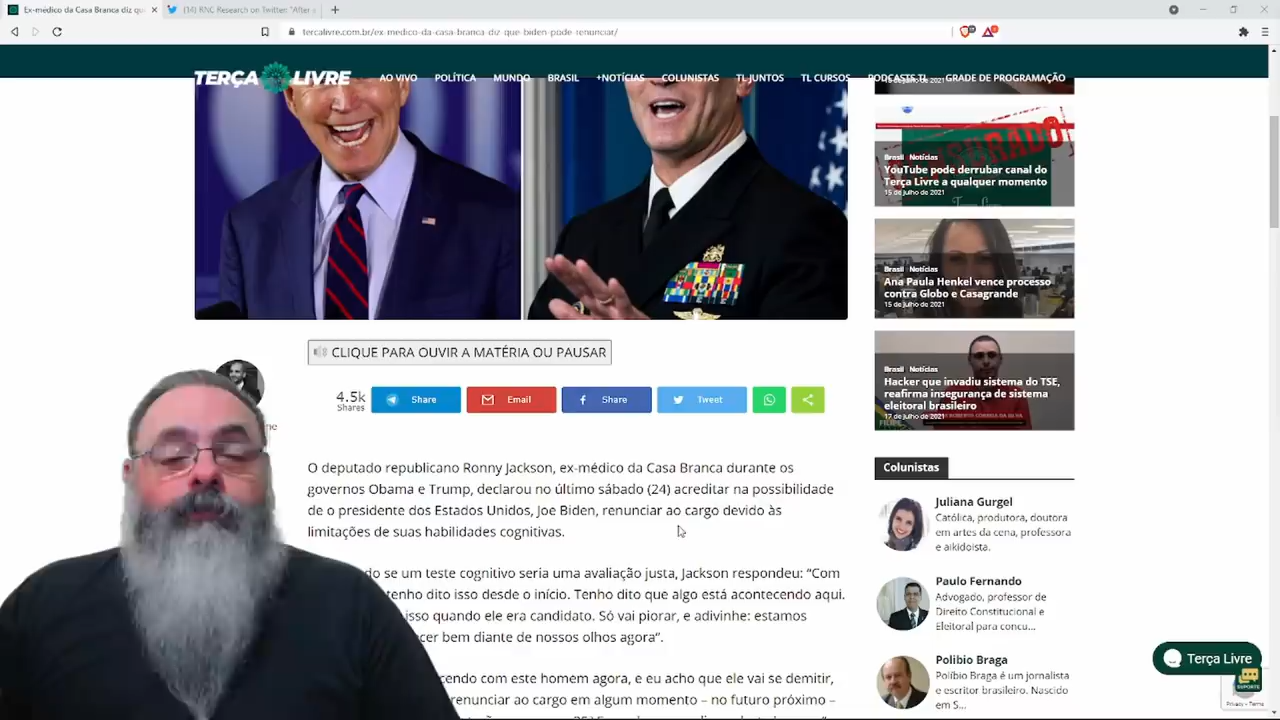 Ex-médico da Casa Branca diz qu
(14) RNC Research on Twitter: "After
tercalivre.com.br/ex-medico-da-casa-branca-diz-que-biden-pode-renunciar/
TERÇA LIVRE
AO VIVO
POLÍTICA
MUNDO
BRASIL
+NOTÍCIAS
COLUNISTAS
TL JUNTOS
TL CURSOS
PODCASTS TL
GRADE DE PROGRAMAÇÃO
Brasil Notícias
YouTube pode derrubar canal do
Terça Livre a qualquer momento
15 de julho de 2021
Brasil Notícias
Ana Paula Henkel vence processo
contra Globo e Casagrande
15 de julho de 2021
Brasil Notícias
Hacker que invadiu sistema do TSE,
reafirma insegurança de sistema
eleitoral brasileiro
17 de julho de 2021
CLIQUE PARA OUVIR A MATÉRIA OU PAUSAR
4.5k
Shares
Share
Email
Share
Tweet
O deputado republicano Ronny Jackson, ex-médico da Casa Branca durante os
governos Obama e Trump, declarou no último sábado (24) acreditar na possibilidade
de o presidente dos Estados Unidos, Joe Biden, renunciar ao cargo devido às
limitações de suas habilidades cognitivas.
do se um teste cognitivo seria uma avaliação justa, Jackson respondeu: “Com
tenho dito isso desde o início. Tenho dito que algo está acontecendo aqui.
isso quando ele era candidato. Só vai piorar, e adivinhe: estamos
cer bem diante de nossos olhos agora”.
cendo com este homem agora, e eu acho que ele vai se demitir,
renunciar ao cargo em algum momento – no futuro próximo –
Colunistas
Juliana Gurgel
Católica, produtora, doutora
em artes da cena, professora
e aikidoista.
Paulo Fernando
Advogado, professor de
Direito Constitucional e
Eleitoral para concu...
Polibio Braga
Políbio Braga é um jornalista
e escritor brasileiro. Nascido
em S...
Terça Livre
SUPORTE
Privacy - Terms